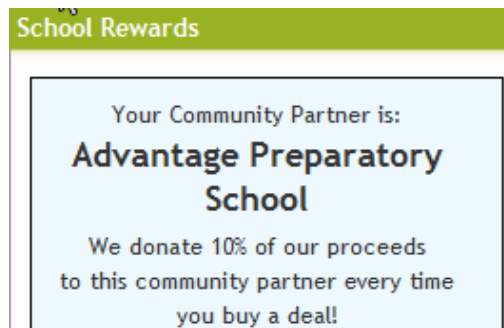 School Rewards
Your Community Partner is:
Advantage Preparatory
School
We donate 10% of our proceeds
to this community partner every time
you buy a deal!